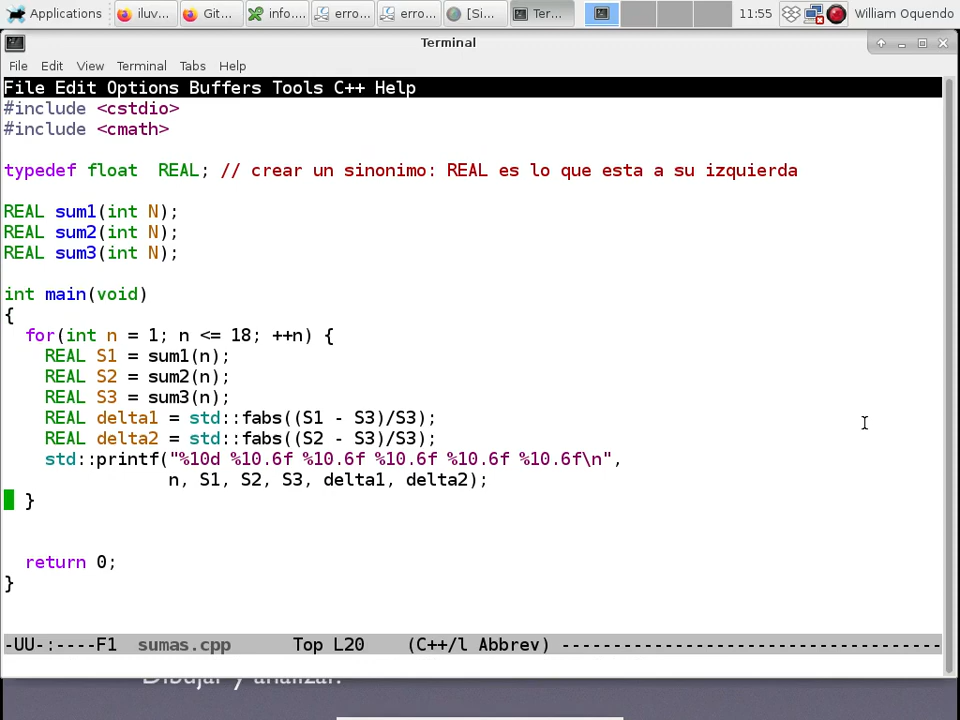 Applications iluv... Git... info.... erro... erro... [Si... Ter... 11:55 William Oquendo
Terminal
File Edit View Terminal Tabs Help
File Edit Options Buffers Tools C++ Help
#include <cstdio>
#include <cmath>
typedef float  REAL; // crear un sinonimo: REAL es lo que esta a su izquierda
REAL sum1(int N);
REAL sum2(int N);
REAL sum3(int N);
int main(void)
{
  for(int n = 1; n <= 18; ++n) {
    REAL S1 = sum1(n);
    REAL S2 = sum2(n);
    REAL S3 = sum3(n);
    REAL delta1 = std::fabs((S1 - S3)/S3);
    REAL delta2 = std::fabs((S2 - S3)/S3);
    std::printf("%10d %10.6f %10.6f %10.6f %10.6f %10.6f\n",
                n, S1, S2, S3, delta1, delta2);
  }
  return 0;
}
-UU-:----F1  sumas.cpp      Top L20    (C++/l Abbrev) -------------------------------------
Dibujar y analizar.